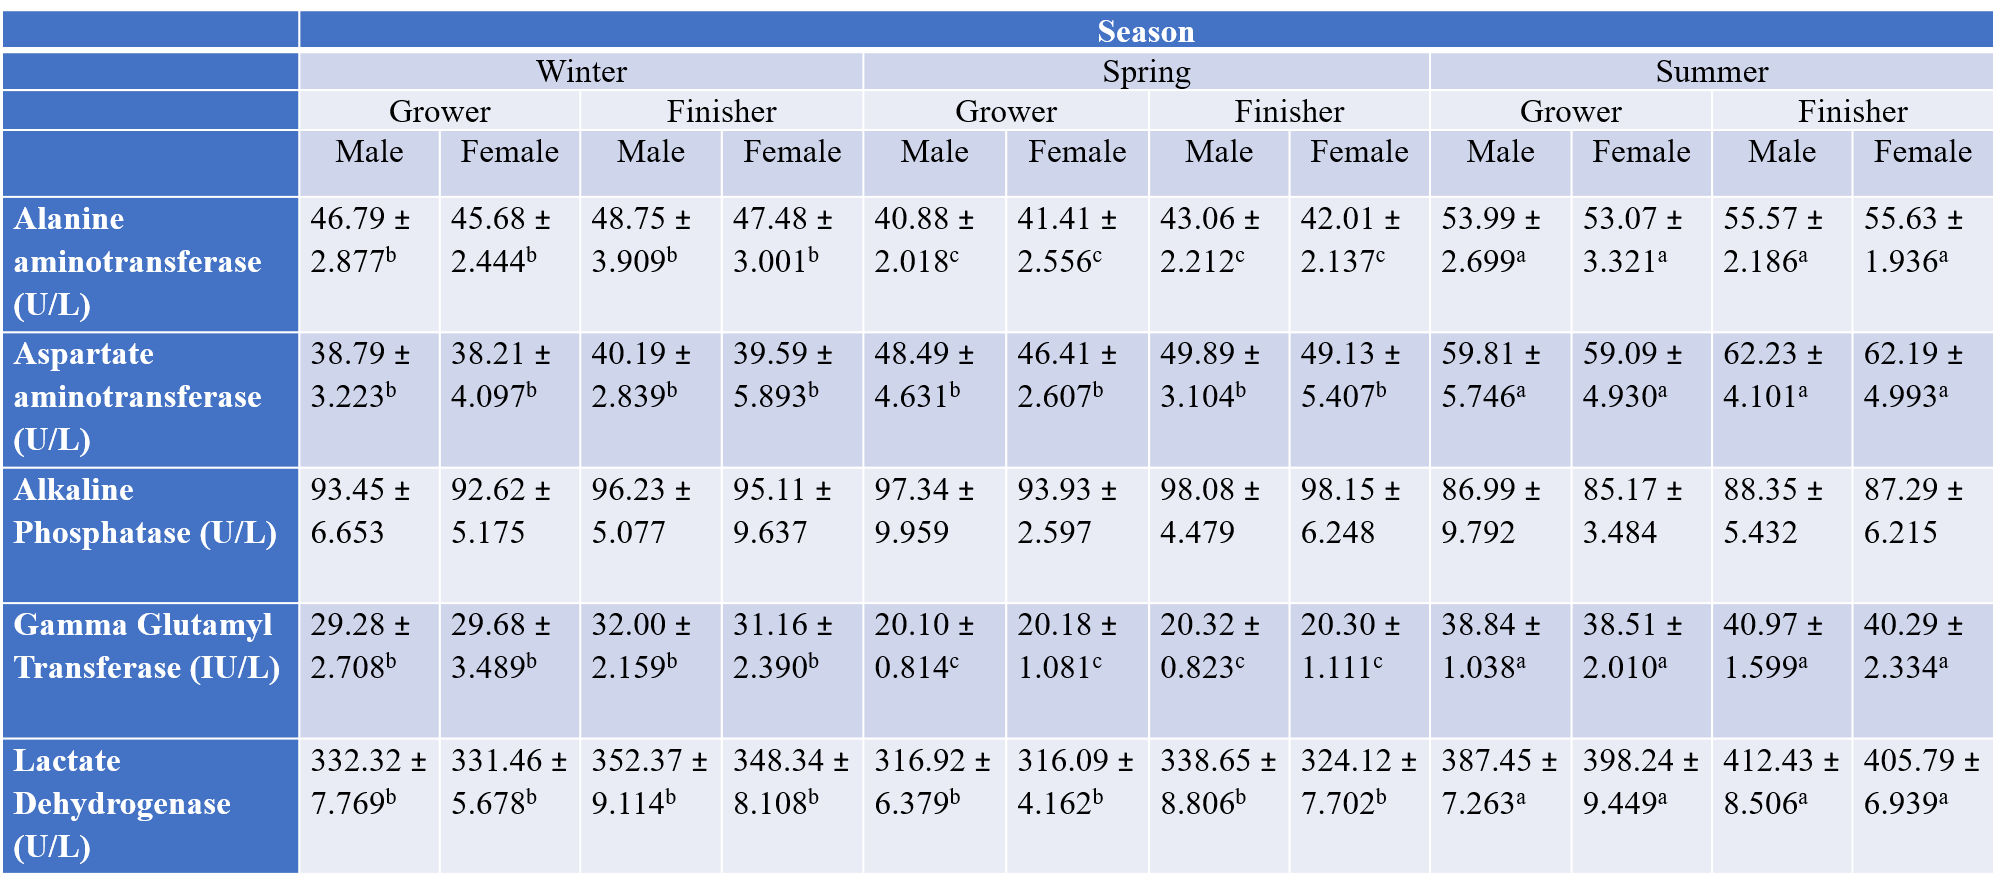 Season
Winter Spring Summer
Grower Finisher Grower Finisher Grower Finisher
Male Female Male Female Male Female Male Female Male Female Male Female
Alanine 46.79 ± 45.68 ± 48.75 ± 47.48 ± 40.88 ± 41.41 ± 43.06 ± 42.01 ± 53.99 ± 53.07 ± 55.57 ± 55.63 ±
aminotransferase 2.877ᵇ 2.444ᵇ 3.909ᵇ 3.001ᵇ 2.018ᶜ 2.556ᶜ 2.212ᶜ 2.137ᶜ 2.699ᵃ 3.321ᵃ 2.186ᵃ 1.936ᵃ
(U/L)
Aspartate 38.79 ± 38.21 ± 40.19 ± 39.59 ± 48.49 ± 46.41 ± 49.89 ± 49.13 ± 59.81 ± 59.09 ± 62.23 ± 62.19 ±
aminotransferase 3.223ᵇ 4.097ᵇ 2.839ᵇ 5.893ᵇ 4.631ᵇ 2.607ᵇ 3.104ᵇ 5.407ᵇ 5.746ᵃ 4.930ᵃ 4.101ᵃ 4.993ᵃ
(U/L)
Alkaline 93.45 ± 92.62 ± 96.23 ± 95.11 ± 97.34 ± 93.93 ± 98.08 ± 98.15 ± 86.99 ± 85.17 ± 88.35 ± 87.29 ±
Phosphatase (U/L) 6.653 5.175 5.077 9.637 9.959 2.597 4.479 6.248 9.792 3.484 5.432 6.215
Gamma Glutamyl 29.28 ± 29.68 ± 32.00 ± 31.16 ± 20.10 ± 20.18 ± 20.32 ± 20.30 ± 38.84 ± 38.51 ± 40.97 ± 40.29 ±
Transferase (IU/L) 2.708ᵇ 3.489ᵇ 2.159ᵇ 2.390ᵇ 0.814ᶜ 1.081ᶜ 0.823ᶜ 1.111ᶜ 1.038ᵃ 2.010ᵃ 1.599ᵃ 2.334ᵃ
Lactate 332.32 ± 331.46 ± 352.37 ± 348.34 ± 316.92 ± 316.09 ± 338.65 ± 324.12 ± 387.45 ± 398.24 ± 412.43 ± 405.79 ±
Dehydrogenase 7.769ᵇ 5.678ᵇ 9.114ᵇ 8.108ᵇ 6.379ᵇ 4.162ᵇ 8.806ᵇ 7.702ᵇ 7.263ᵃ 9.449ᵃ 8.506ᵃ 6.939ᵃ
(U/L)